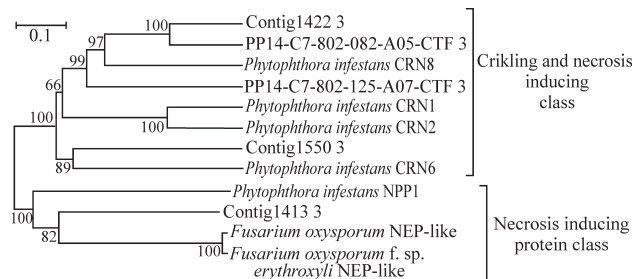 100
Contig1422 3
0.1
97
PP14-C7-802-082-A05-CTF 3
99
Phytophthora infestans CRN8
Crikling and necrosis
inducing
class
66
PP14-C7-802-125-A07-CTF 3
Phytophthora infestans CRN1
100
100
Phytophthora infestans CRN2
Contig1550 3
89
Phytophthora infestans CRN6
Phytophthora infestans NPP1
100
Contig1413 3
82
Fusarium oxysporum NEP-like
Necrosis inducing
protein class
100
Fusarium oxysporum f. sp.
erythroxyli NEP-like